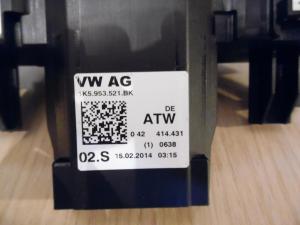 VW AG
1K5.953.521.BK
DE
ATW
0 42 414.431
(1) 0638
02.S 15.02.2014 03:15